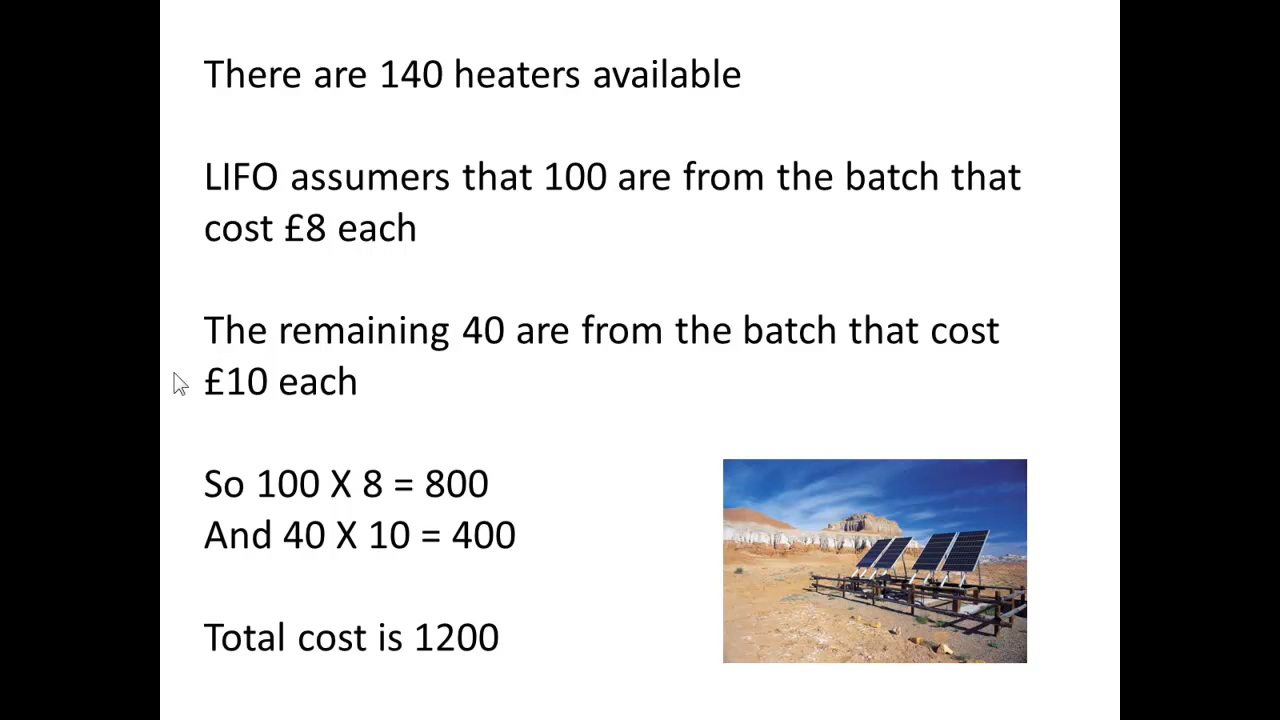 There are 140 heaters available
LIFO assumers that 100 are from the batch that
cost £8 each
The remaining 40 are from the batch that cost
£10 each
So 100 X 8 = 800
And 40 X 10 = 400
Total cost is 1200